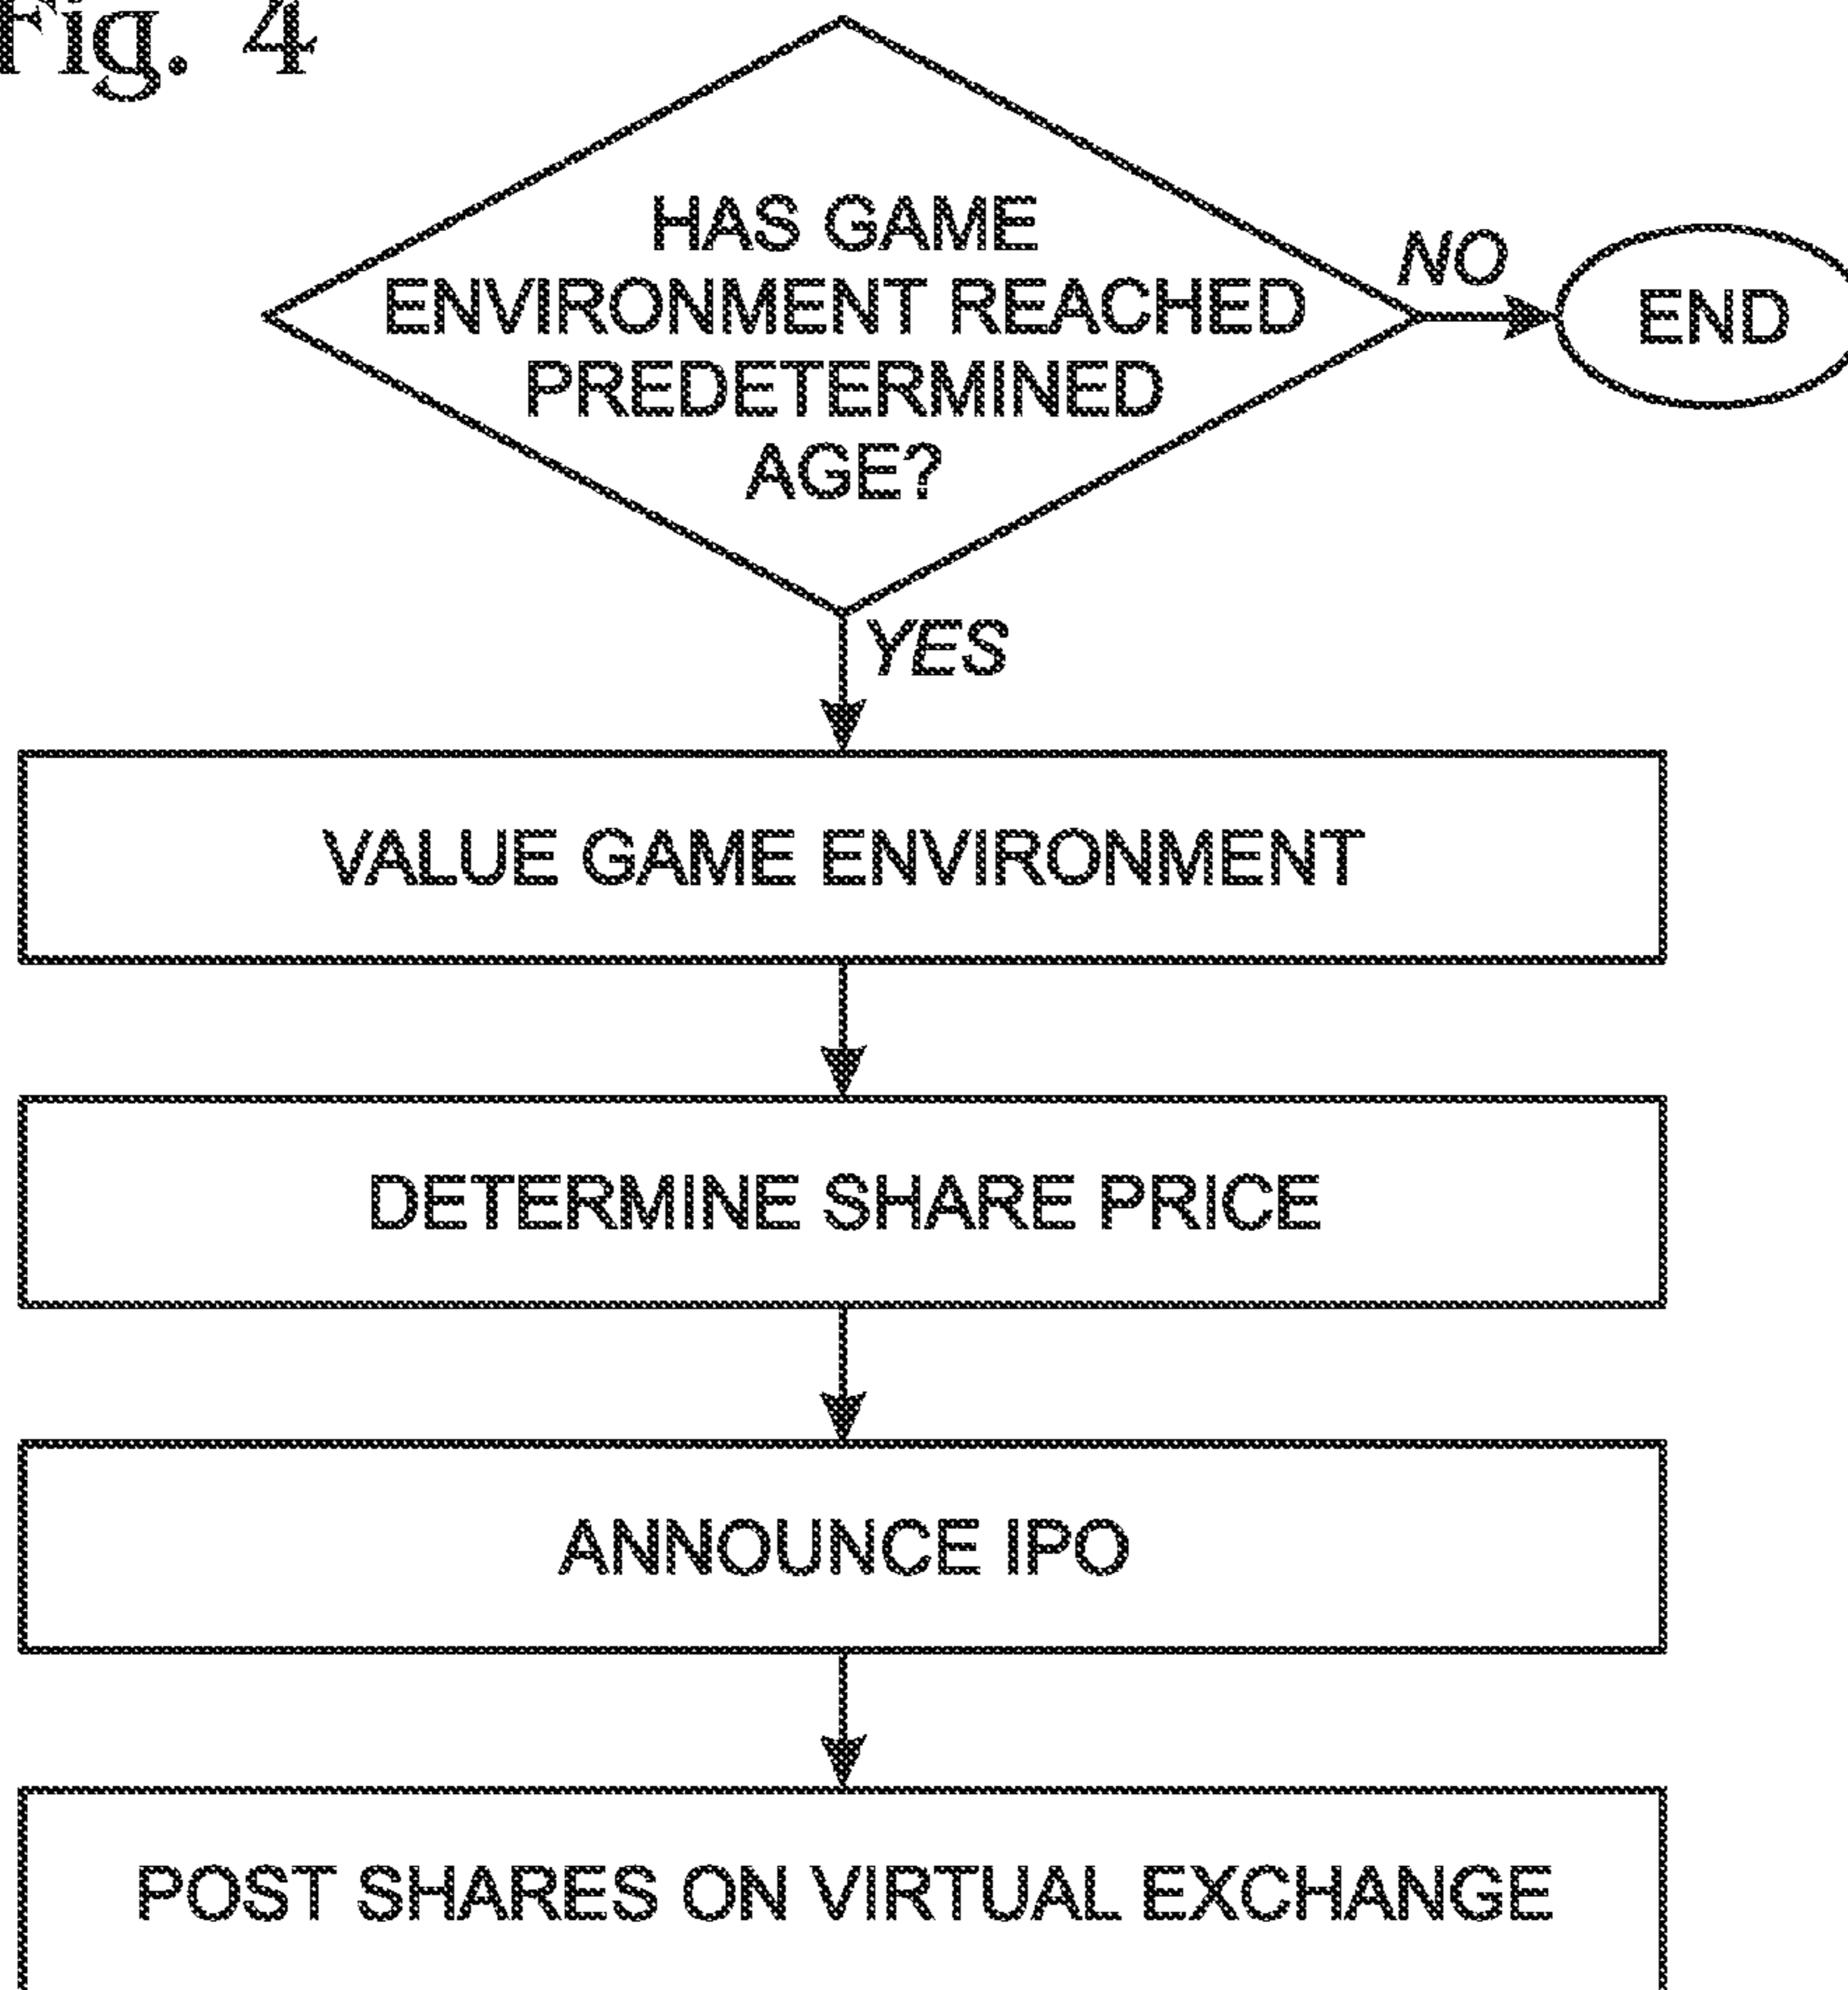 Fig. 4
HAS GAME
ENVIRONMENT REACHED
PREDETERMINED
AGE?
NO
END
YES
VALUE GAME ENVIRONMENT
DETERMINE SHARE PRICE
ANNOUNCE IPO
POST SHARES ON VIRTUAL EXCHANGE